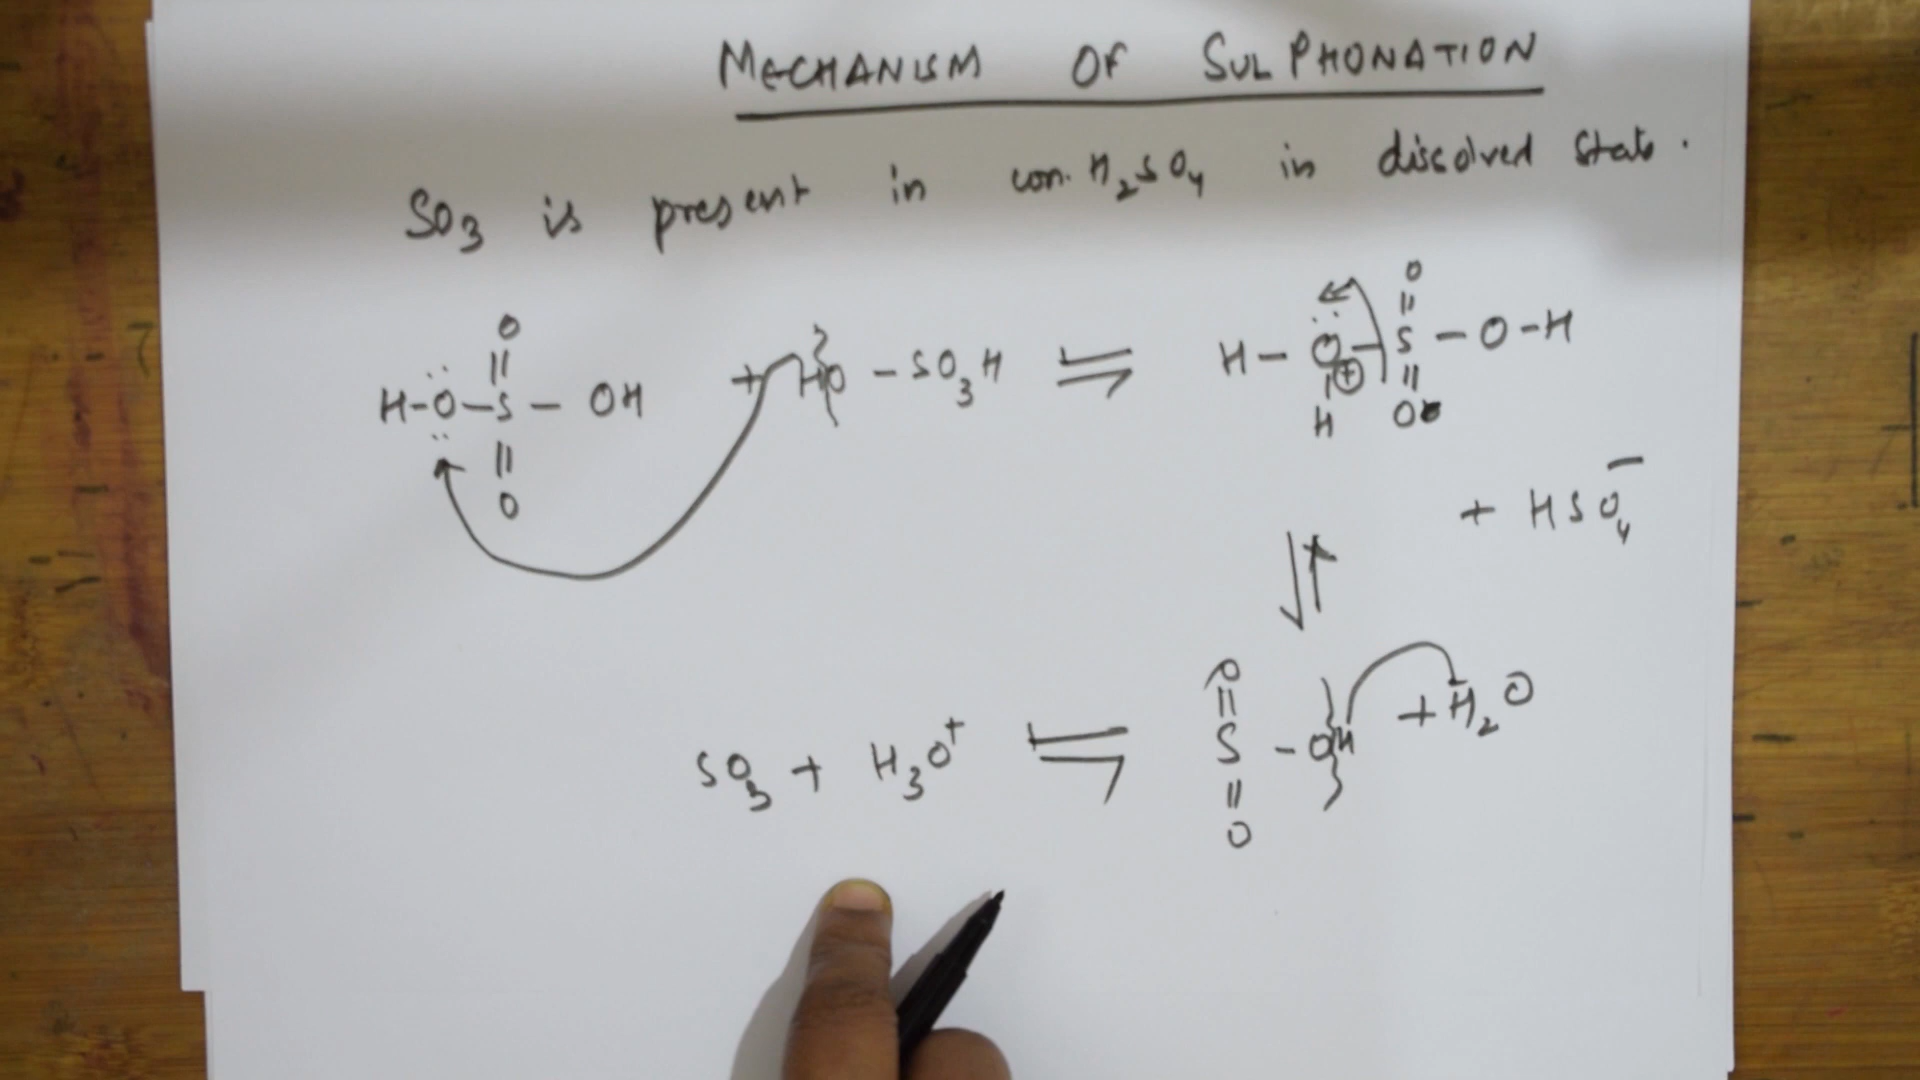 MECHANISM OF SULPHONATION
SO3 is present in con. H2SO4 in discolved state.
O
||
H-O-S-OH + HO-SO3H ⇌ H-O-S-O-H
||
O
⊕
H
O
||
||
O
+ HSO4-
⇌
O
||
SO3 + H3O+ ⇌ S-OH + H2O
||
O